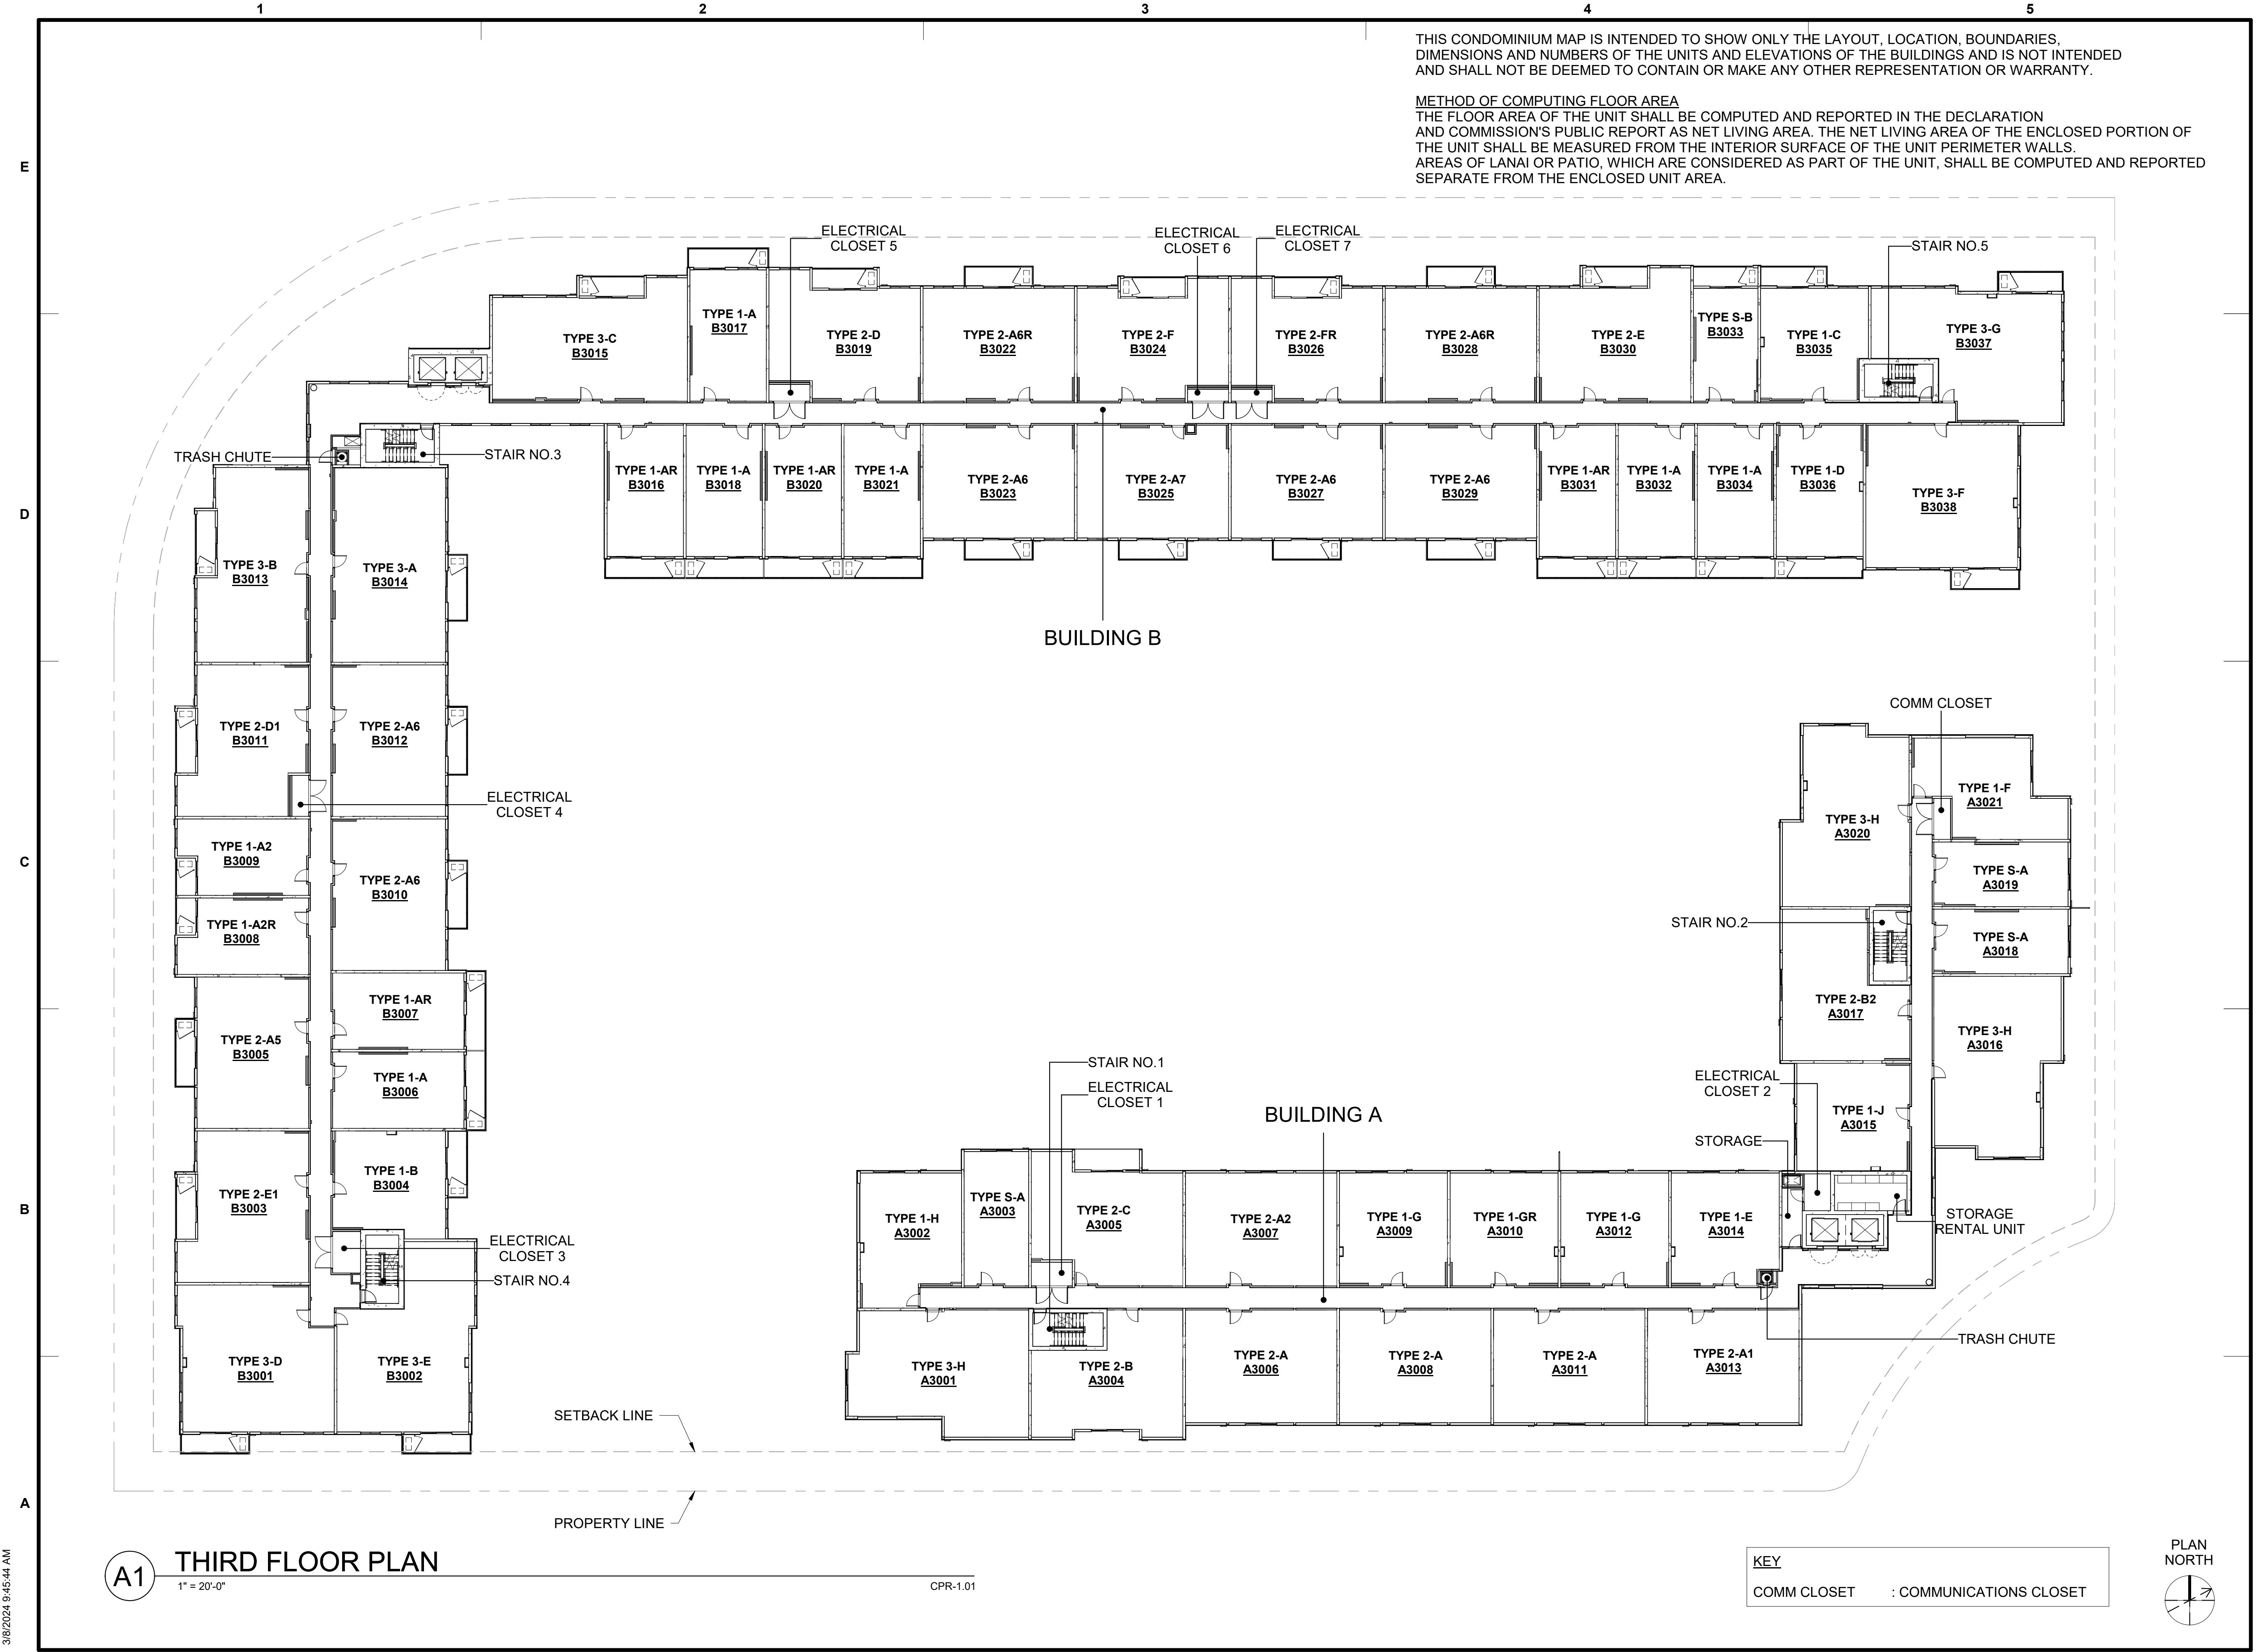 1
2
3
4
5
THIS CONDOMINIUM MAP IS INTENDED TO SHOW ONLY THE LAYOUT, LOCATION, BOUNDARIES,
DIMENSIONS AND NUMBERS OF THE UNITS AND ELEVATIONS OF THE BUILDINGS AND IS NOT INTENDED
AND SHALL NOT BE DEEMED TO CONTAIN OR MAKE ANY OTHER REPRESENTATION OR WARRANTY.
METHOD OF COMPUTING FLOOR AREA
THE FLOOR AREA OF THE UNIT SHALL BE COMPUTED AND REPORTED IN THE DECLARATION
AND COMMISSION'S PUBLIC REPORT AS NET LIVING AREA. THE NET LIVING AREA OF THE ENCLOSED PORTION OF
THE UNIT SHALL BE MEASURED FROM THE INTERIOR SURFACE OF THE UNIT PERIMETER WALLS.
AREAS OF LANAI OR PATIO, WHICH ARE CONSIDERED AS PART OF THE UNIT, SHALL BE COMPUTED AND REPORTED
SEPARATE FROM THE ENCLOSED UNIT AREA.
E
D
C
B
A
ELECTRICAL
CLOSET 5
ELECTRICAL
CLOSET 6
ELECTRICAL
CLOSET 7
STAIR NO.5
TYPE 3-C
B3015
TYPE 1-A
B3017
TYPE 2-D
B3019
TYPE 2-A6R
B3022
TYPE 2-F
B3024
TYPE 2-FR
B3026
TYPE 2-A6R
B3028
TYPE 2-E
B3030
TYPE S-B
B3033
TYPE 1-C
B3035
TYPE 3-G
B3037
TRASH CHUTE
STAIR NO.3
TYPE 1-AR
B3016
TYPE 1-A
B3018
TYPE 1-AR
B3020
TYPE 1-A
B3021
TYPE 2-A6
B3023
TYPE 2-A7
B3025
TYPE 2-A6
B3027
TYPE 2-A6
B3029
TYPE 1-AR
B3031
TYPE 1-A
B3032
TYPE 1-A
B3034
TYPE 1-D
B3036
TYPE 3-F
B3038
TYPE 3-B
B3013
TYPE 3-A
B3014
BUILDING B
TYPE 2-D1
B3011
TYPE 2-A6
B3012
ELECTRICAL
CLOSET 4
TYPE 1-A2
B3009
TYPE 2-A6
B3010
TYPE 1-A2R
B3008
TYPE 1-AR
B3007
TYPE 2-A5
B3005
TYPE 1-A
B3006
TYPE 1-B
B3004
TYPE 2-E1
B3003
ELECTRICAL
CLOSET 3
STAIR NO.4
TYPE 3-D
B3001
TYPE 3-E
B3002
COMM CLOSET
TYPE 1-F
A3021
TYPE 3-H
A3020
TYPE S-A
A3019
STAIR NO.2
TYPE S-A
A3018
TYPE 2-B2
A3017
TYPE 3-H
A3016
ELECTRICAL
CLOSET 2
TYPE 1-J
A3015
STORAGE
STORAGE
RENTAL UNIT
STAIR NO.1
ELECTRICAL
CLOSET 1
BUILDING A
TYPE 1-H
A3002
TYPE S-A
A3003
TYPE 2-C
A3005
TYPE 2-A2
A3007
TYPE 1-G
A3009
TYPE 1-GR
A3010
TYPE 1-G
A3012
TYPE 1-E
A3014
TRASH CHUTE
TYPE 3-H
A3001
TYPE 2-B
A3004
TYPE 2-A
A3006
TYPE 2-A
A3008
TYPE 2-A
A3011
TYPE 2-A1
A3013
SETBACK LINE
PROPERTY LINE
A1
THIRD FLOOR PLAN
1" = 20'-0"
CPR-1.01
KEY
COMM CLOSET : COMMUNICATIONS CLOSET
PLAN
NORTH
3/8/2024 9:45:44 AM